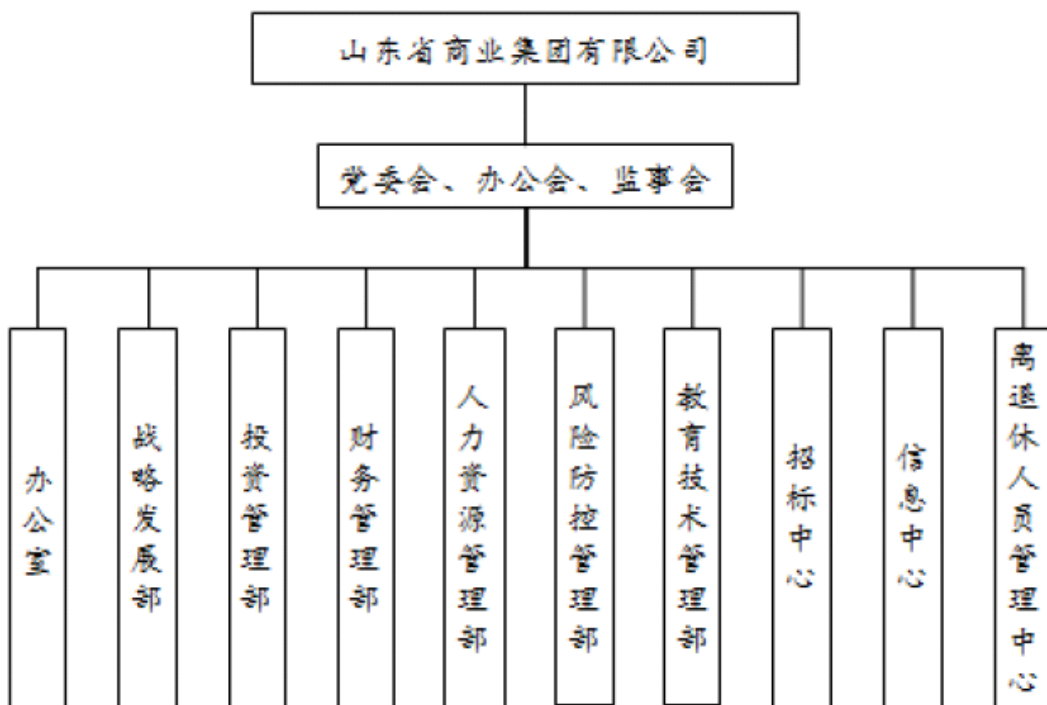 山东省商业集团有限公司
党委会、办公会、监事会
办公室
战略发展部
投资管理部
财务管理部
人力资源管理部
风险防控管理部
教育技术管理部
招标中心
信息中心
离退休人员管理中心